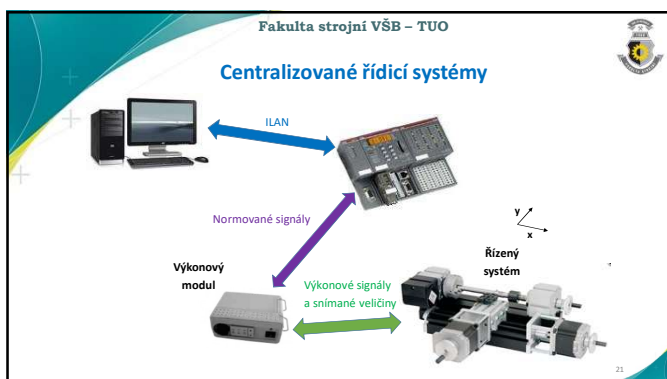 Fakulta strojní VŠB – TUO
Centralizované řídicí systémy
ILAN
Normované signály
y
x
Řízený
systém
Výkonový
modul
Výkonové signály
a snímané veličiny
21